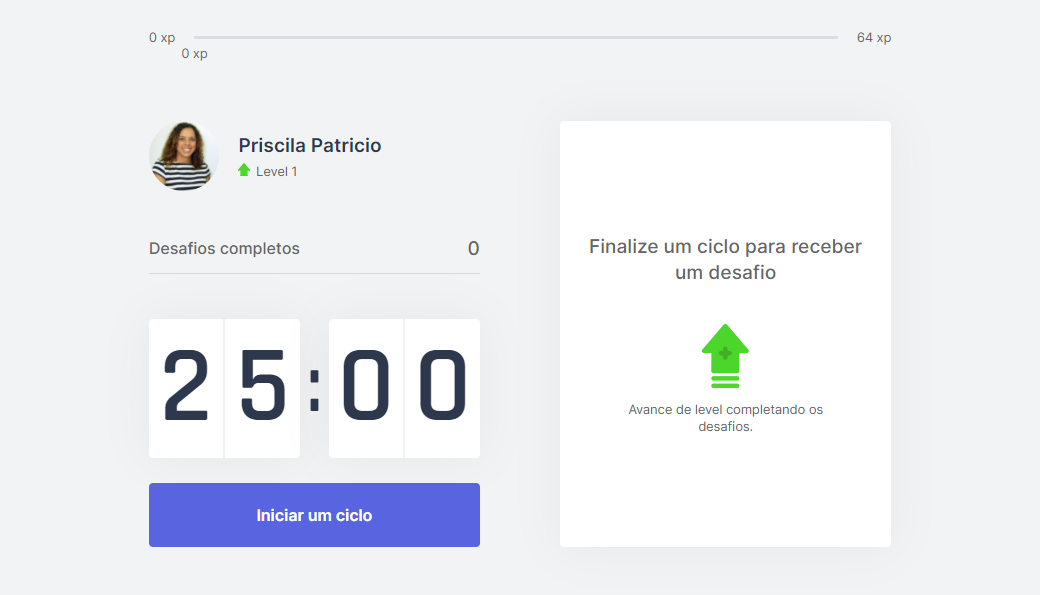 0 xp
64 xp
0 xp
Priscila Patricio
Level 1
Desafios completos
0
25:00
Iniciar um ciclo
Finalize um ciclo para receber
um desafio
Avance de level completando os
desafios.